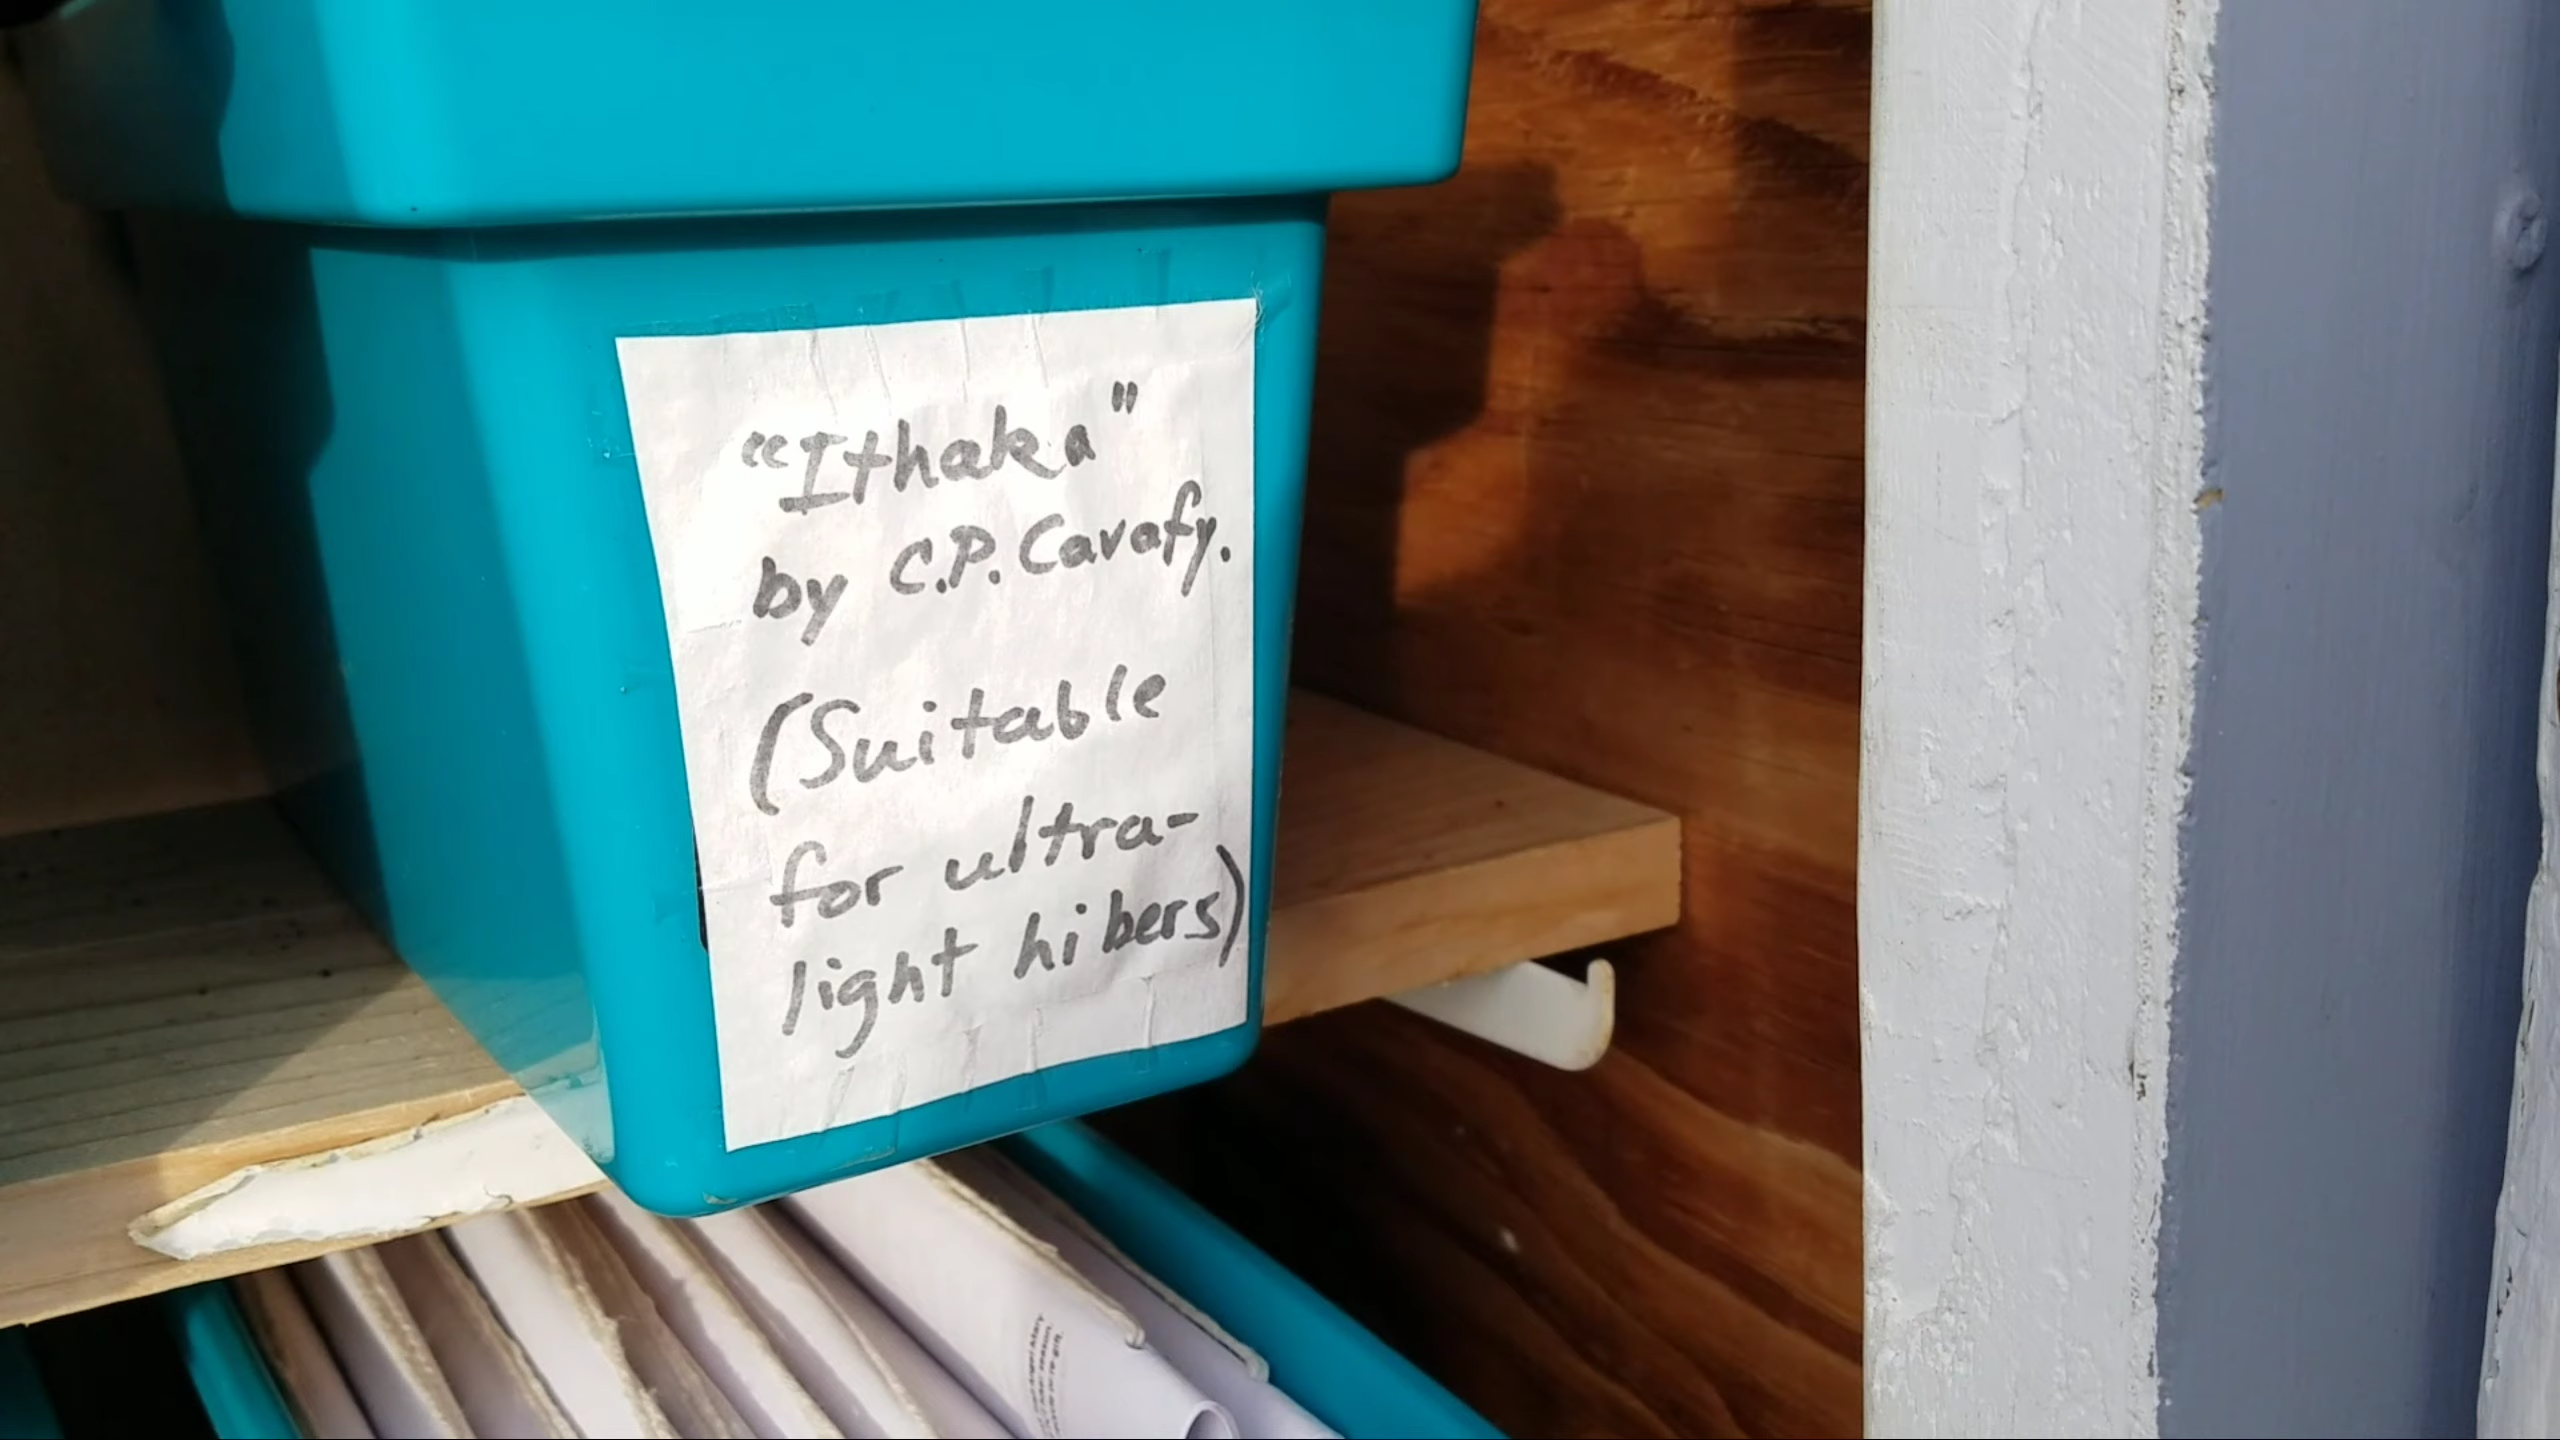 “Ithaka”
by C.P. Cavafy.
(Suitable
for ultra-
light hikers)